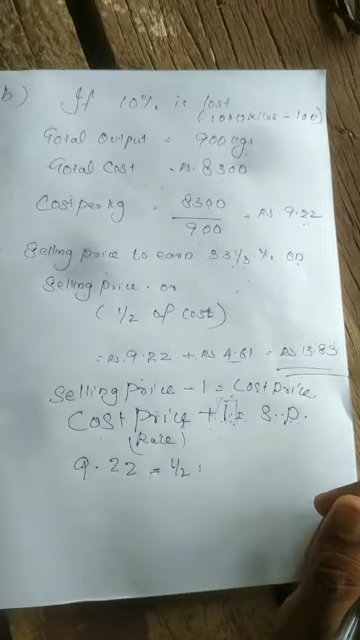 b.) If 10% is lost
(1000 kilos - 100)
Total output = 900 kgs
Total Cost = Rs. 8300
Cost per kg = 8300 / 900 = Rs. 9.22
Selling price to earn 33 1/3 % on
Selling price. or
(1/2 of cost)
= Rs. 9.22 + Rs 4.61 = Rs 13.83
Selling Price - 1 = Cost price.
Cost Price + = S.P.
(Rule)
9.22 = 1/2